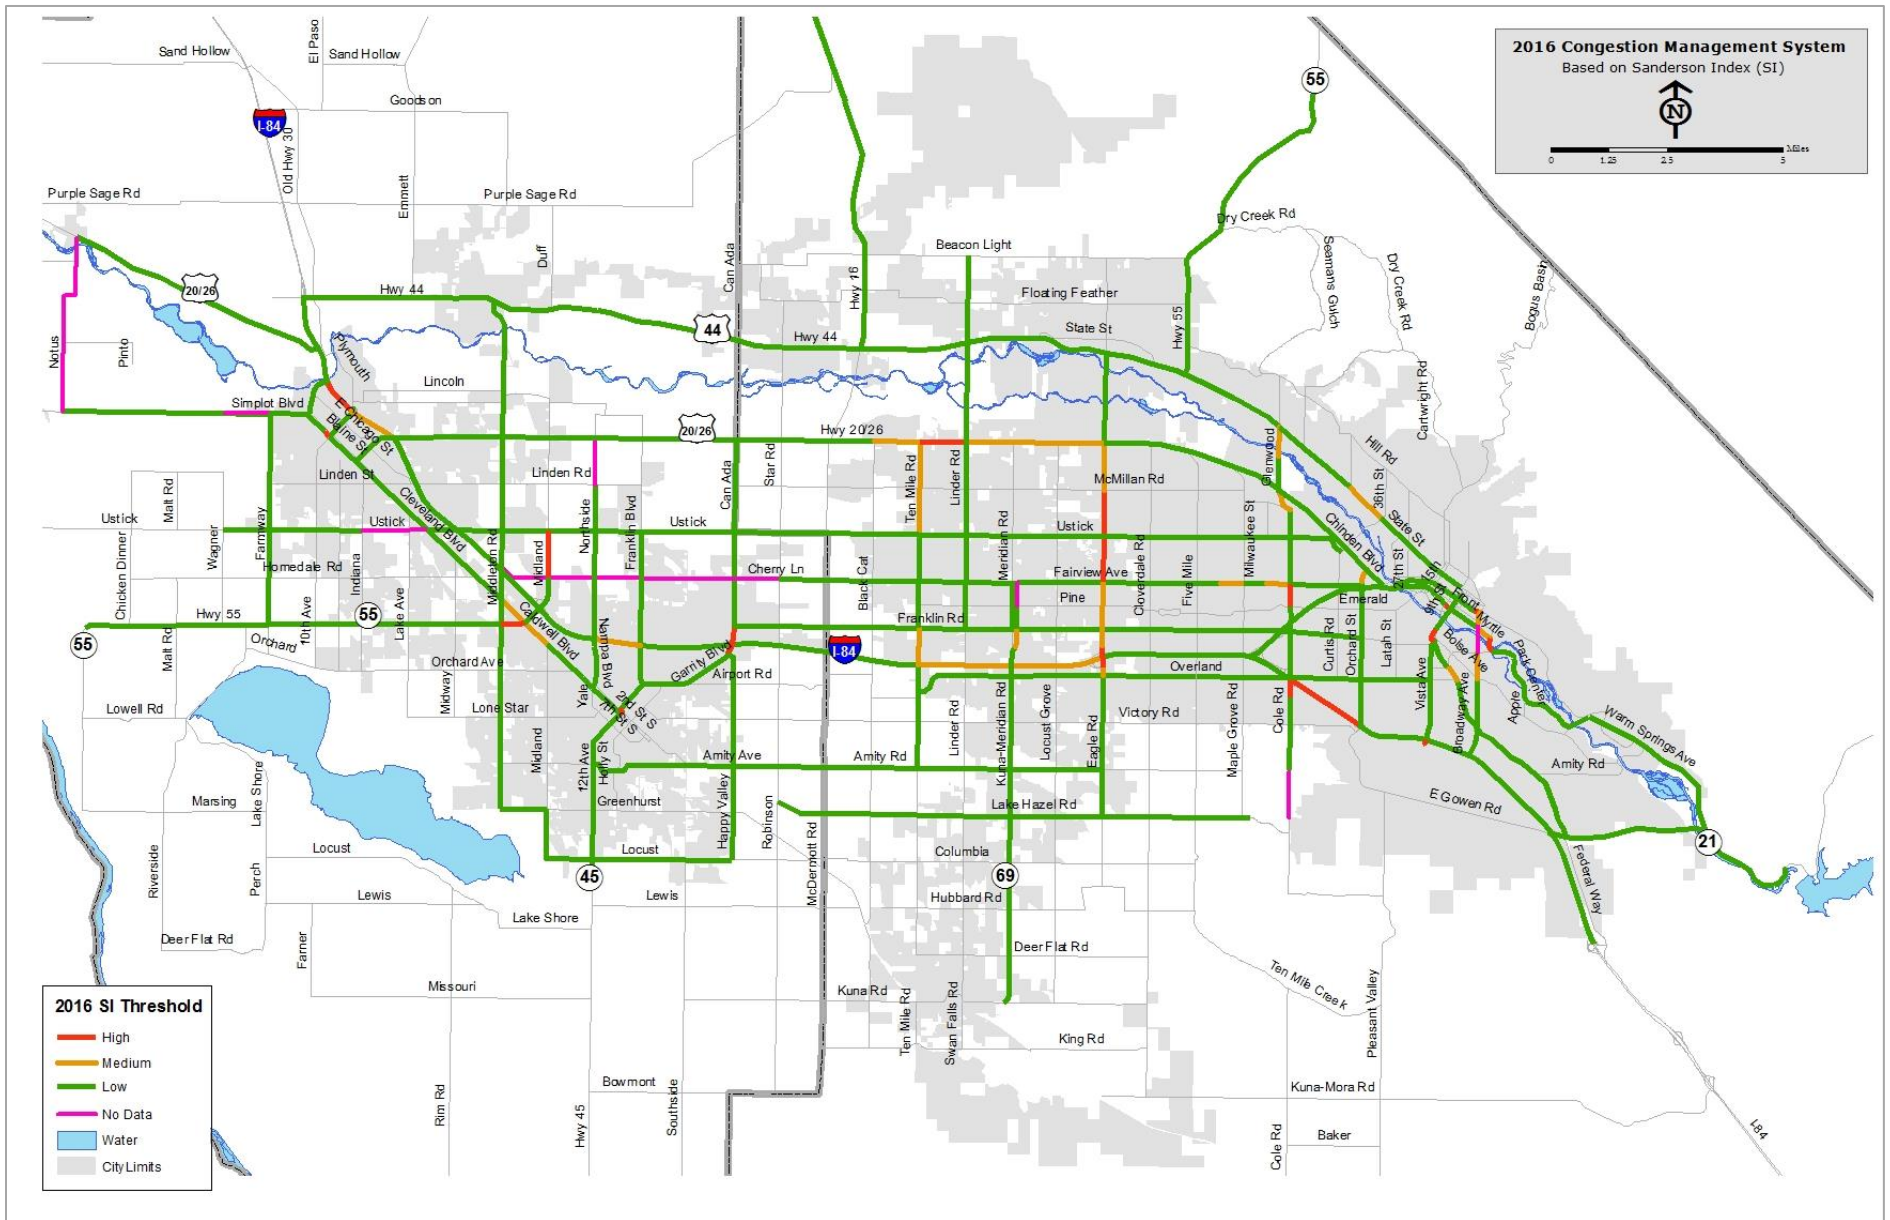 2016 Congestion Management System
Based on Sanderson Index (SI)
N
0 1.25 2.5 5 Miles
Sand Hollow
El Paso
Sand Hollow
Goodson
I-84
Old Hwy 30
55
Purple Sage Rd
Emmett
Purple Sage Rd
Dry Creek Rd
Duff
Can Ada
Beacon Light
Seamans Gulch
Dry Creek Rd
Bogus Basin
20/26
Hwy 44
Hwy 16
Floating Feather
44
Hwy 44
State St
Hwy 55
Notus
Pinto
Plymouth
Lincoln
Simplot Blvd
E Chicago St
Blaine St
Cartwright Rd
20/26
Hwy 20/26
Hill Rd
Linden St
Linden Rd
Star Rd
Can Ada
Ten Mile Rd
Linder Rd
McMillan Rd
Glenwood
36th St
Malt Rd
Cleveland Blvd
Northside
Franklin Blvd
State St
Ustick
Wagner
Farmway
Ustick
Middleton Rd
Midland
Ustick
Meridian Rd
Ustick
Milwaukee St
Chinden Blvd
27th St
15th
Chicken Dinner
Homedale Rd
Indiana
Cherry Ln
Black Cat
Fairview Ave
Cloverdale Rd
Five Mile
Pine
Emerald
9th St
Front
Myrtle
Hwy 55
55
10th Ave
Lake Ave
Caldwell Blvd
Nampa Blvd
Franklin Rd
Curtis Rd
Orchard St
Latah St
Boise Ave
Park Center
55
Malt Rd
Orchard
Orchard Ave
Garrity Blvd
I-84
Overland
Airport Rd
Midway
Yale
Vista Ave
Broadway Ave
Apple
Lowell Rd
Lone Star
2nd St S
7th St S
Linder Rd
Kuna-Meridian Rd
Locust Grove
Eagle Rd
Victory Rd
Maple Grove Rd
Cole Rd
Warm Springs Ave
Midland
12th Ave
Holly St
Amity Ave
Amity Rd
Amity Rd
Lake Shore
Marsing
Greenhurst
Happy Valley
Robinson
Lake Hazel Rd
E Gowen Rd
McDermott Rd
Riverside
Perch
Locust
Locust
Columbia
21
45
69
Federal Way
Lewis
Lewis
Hubbard Rd
Lake Shore
Deer Flat Rd
Farner
Deer Flat Rd
Missouri
Kuna Rd
Ten Mile Rd
Swan Falls Rd
Ten Mile Creek
Pleasant Valley
King Rd
Rim Rd
Bowmont
Hwy 45
Southside
Kuna-Mora Rd
Cole Rd
Baker
I-84
2016 SI Threshold
High
Medium
Low
No Data
Water
City Limits